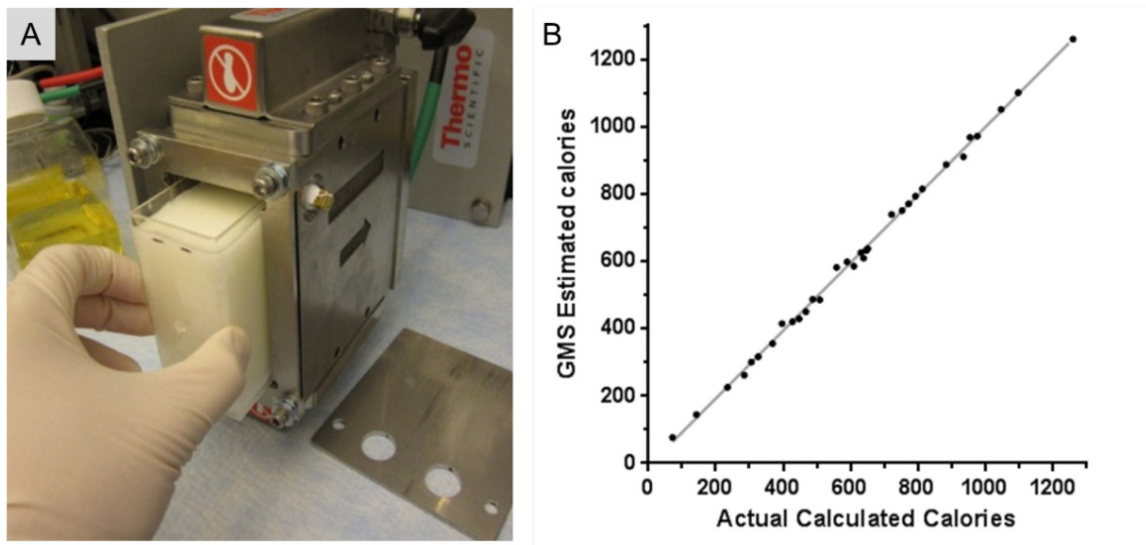 A
Thermo
SCIENTIFIC
B
GMS Estimated calories
1200
1000
800
600
400
200
0
0 200 400 600 800 1000 1200
Actual Calculated Calories